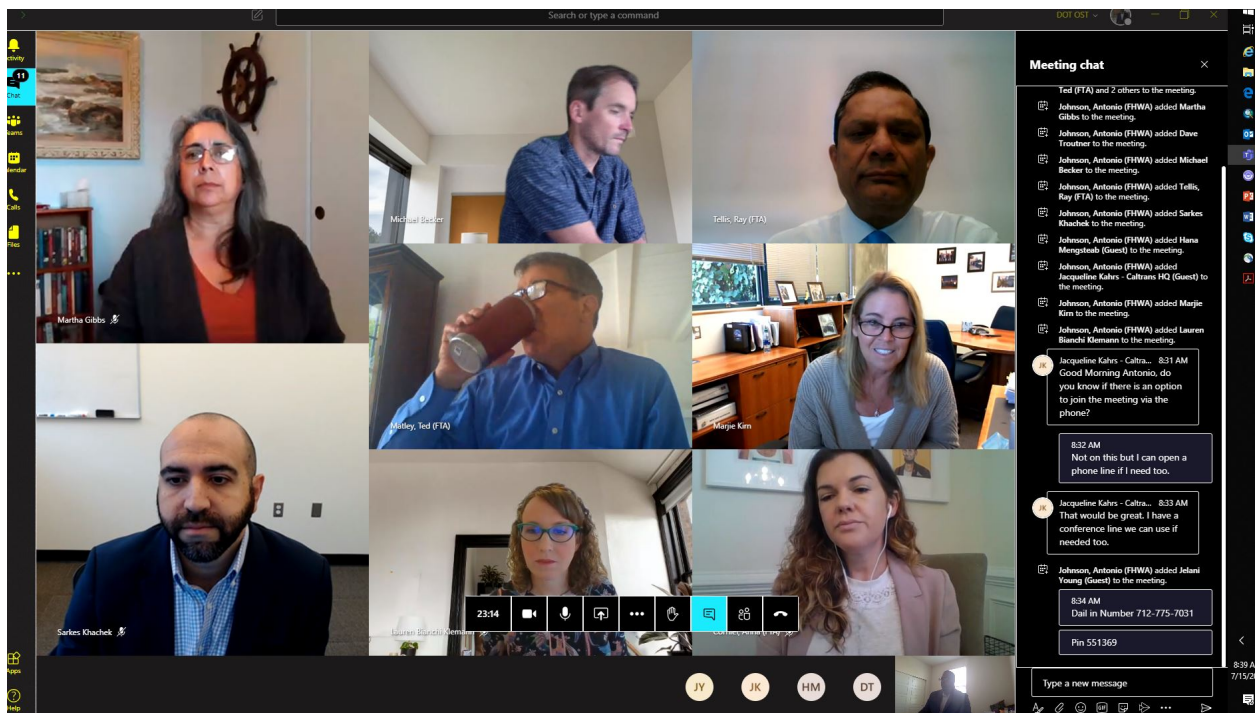 Search or type a command
DOT OST
Activity
11
Chat
Teams
Calendar
Calls
Files
Apps
Help
Martha Gibbs
Michael Becker
Tellis, Ray (FTA)
Matley, Ted (FTA)
Marjie Kirn
Sarkes Khachek
Lauren Bianchi Klemann
23:14
JY
JK
HM
DT
Meeting chat
Ted (FTA) and 2 others to the meeting.
Johnson, Antonio (FHWA) added Martha
Gibbs to the meeting.
Johnson, Antonio (FHWA) added Dave
Troutner to the meeting.
Johnson, Antonio (FHWA) added Michael
Becker to the meeting.
Johnson, Antonio (FHWA) added Tellis,
Ray (FTA) to the meeting.
Johnson, Antonio (FHWA) added Sarkes
Khachek to the meeting.
Johnson, Antonio (FHWA) added Hana
Mengsteab (Guest) to the meeting.
Johnson, Antonio (FHWA) added
Jacqueline Kahrs - Caltrans HQ (Guest) to
the meeting.
Johnson, Antonio (FHWA) added Marjie
Kirn to the meeting.
Johnson, Antonio (FHWA) added Lauren
Bianchi Klemann to the meeting.
JK
Jacqueline Kahrs - Caltra... 8:31 AM
Good Morning Antonio, do
you know if there is an option
to join the meeting via the
phone?
8:32 AM
Not on this but I can open a
phone line if I need too.
JK
Jacqueline Kahrs - Caltra... 8:33 AM
That would be great. I have a
conference line we can use if
needed too.
Johnson, Antonio (FHWA) added Jelani
Young (Guest) to the meeting.
8:34 AM
Dail in Number 712-775-7031
Pin 551369
Type a new message
GIF
8:39 A
7/15/20